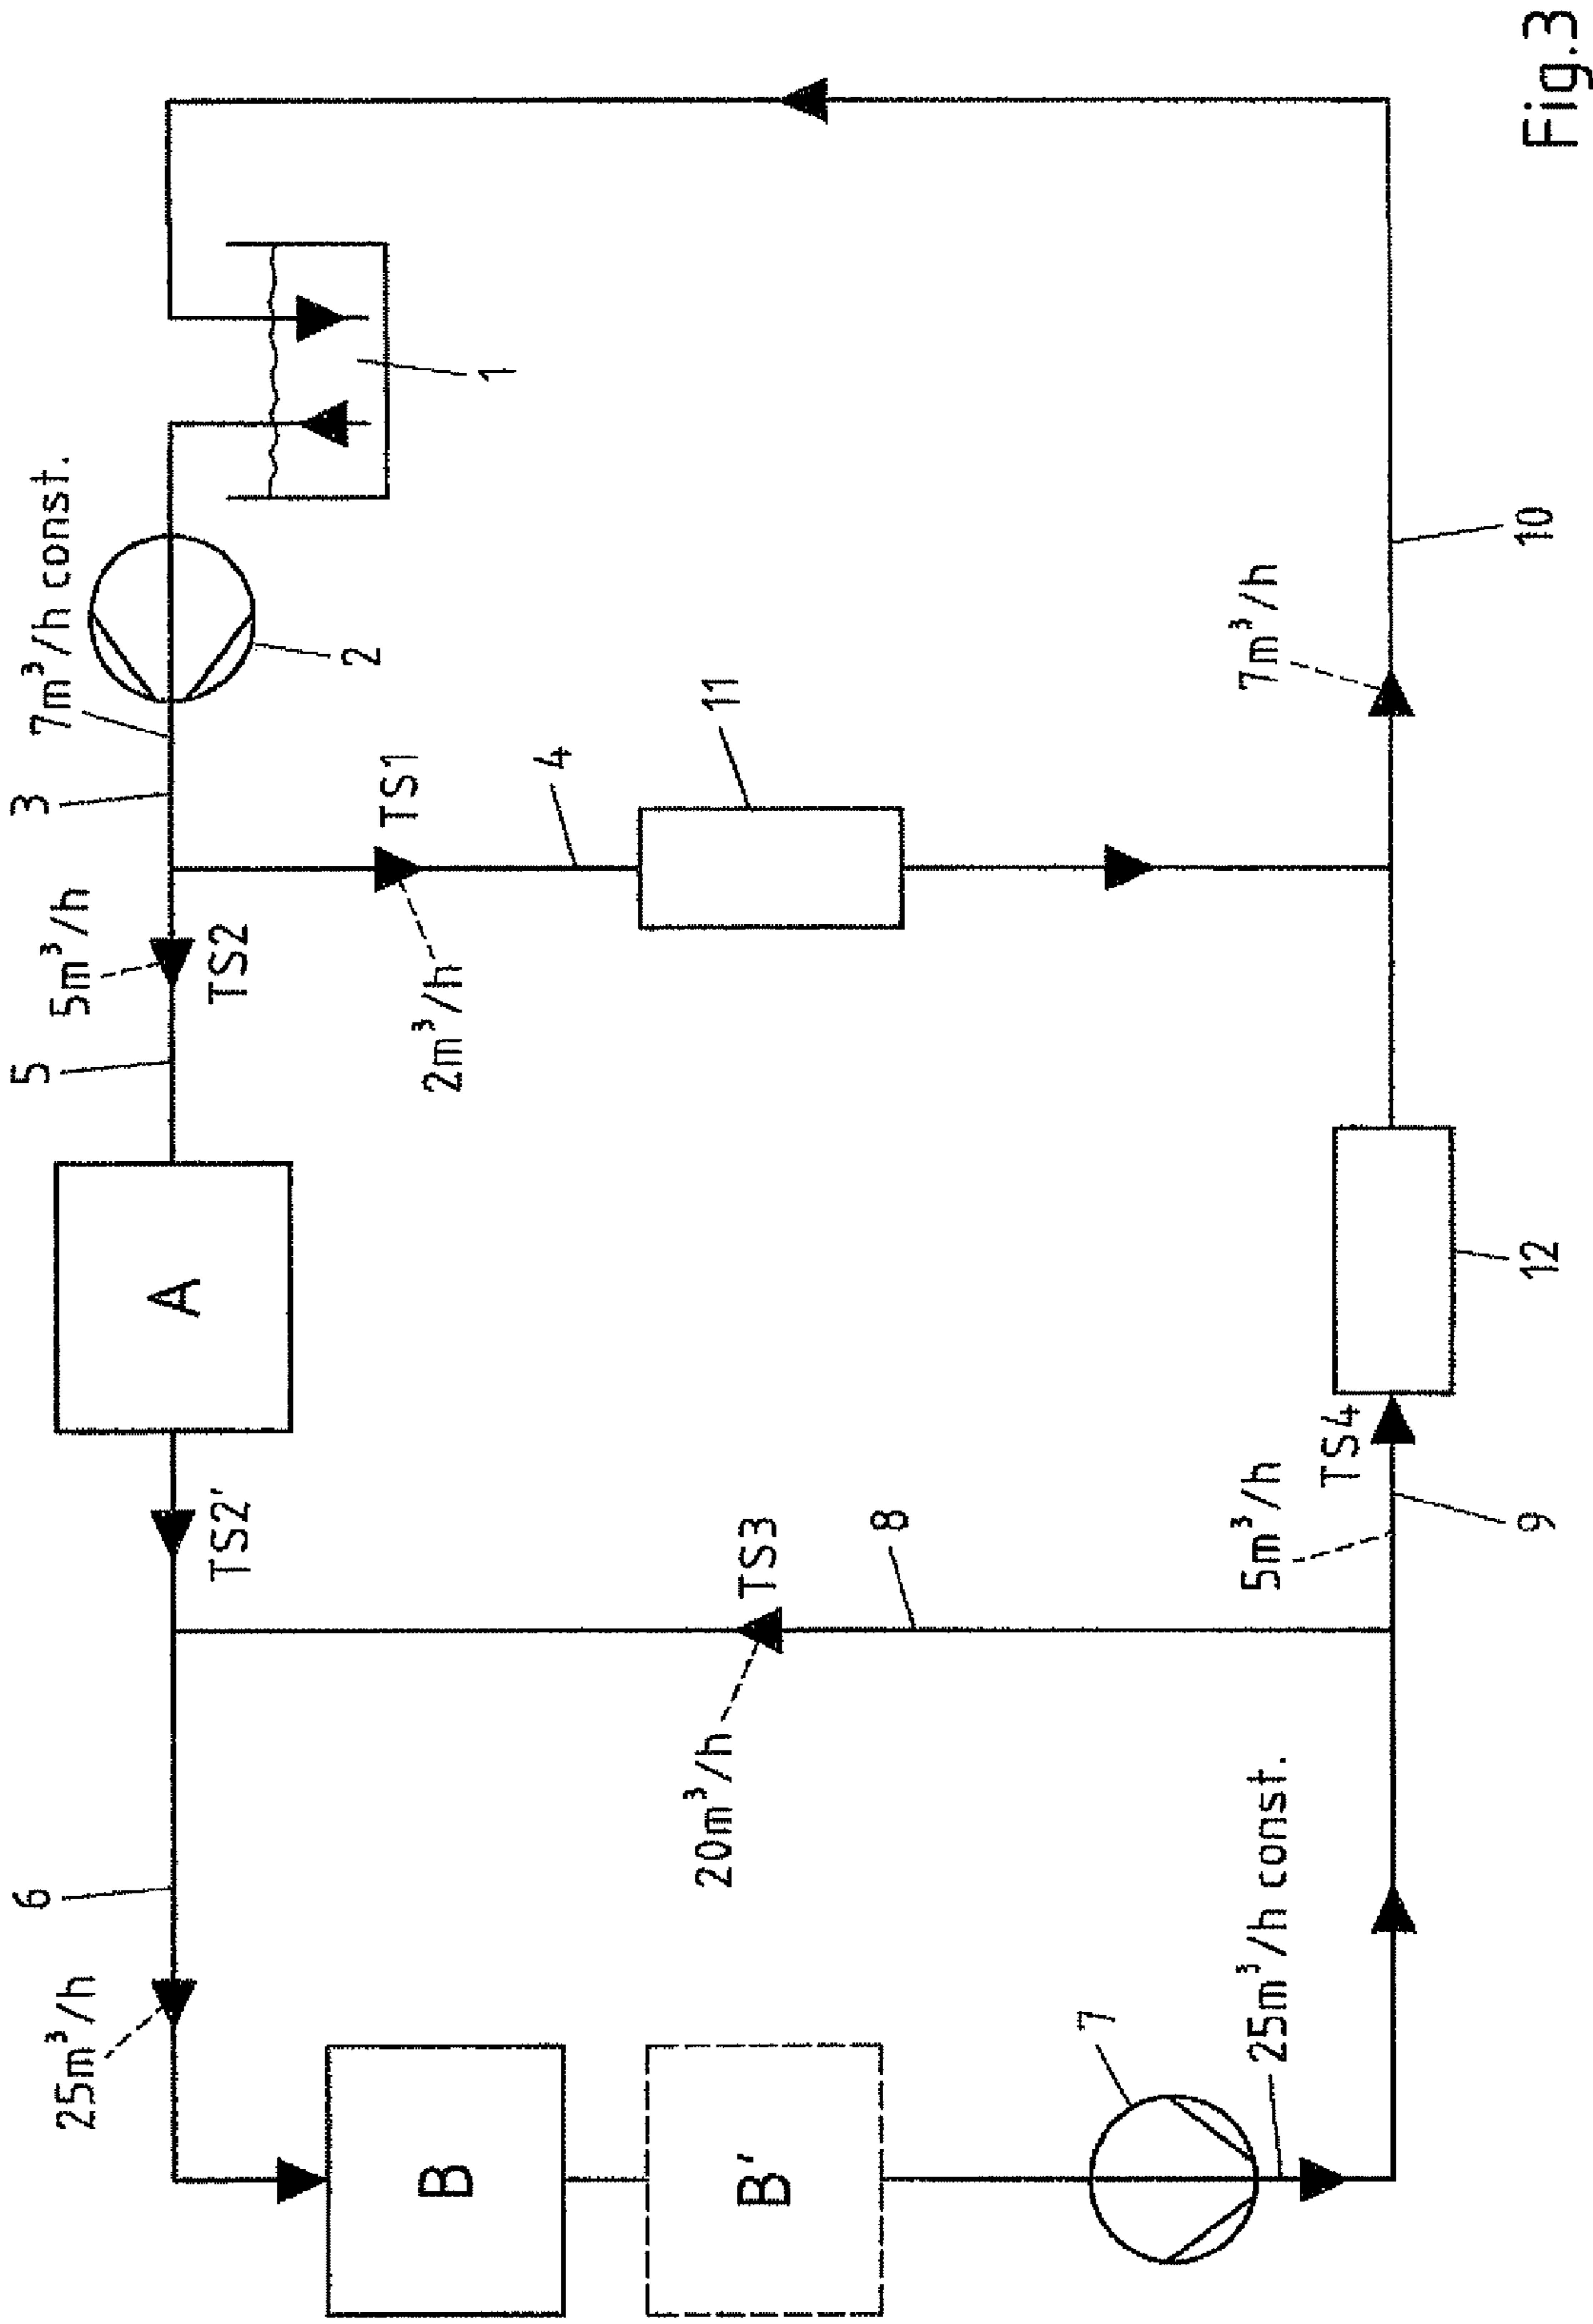 6
25m³/h
B
B′
7
25m³/h const.
20m³/h
TS3
8
TS2′
A
5
5m³/h
TS2
3
7m³/h const.
2
1
TS1
2m³/h
4
11
5m³/h
TS4
9
12
7m³/h
10
Fig.3